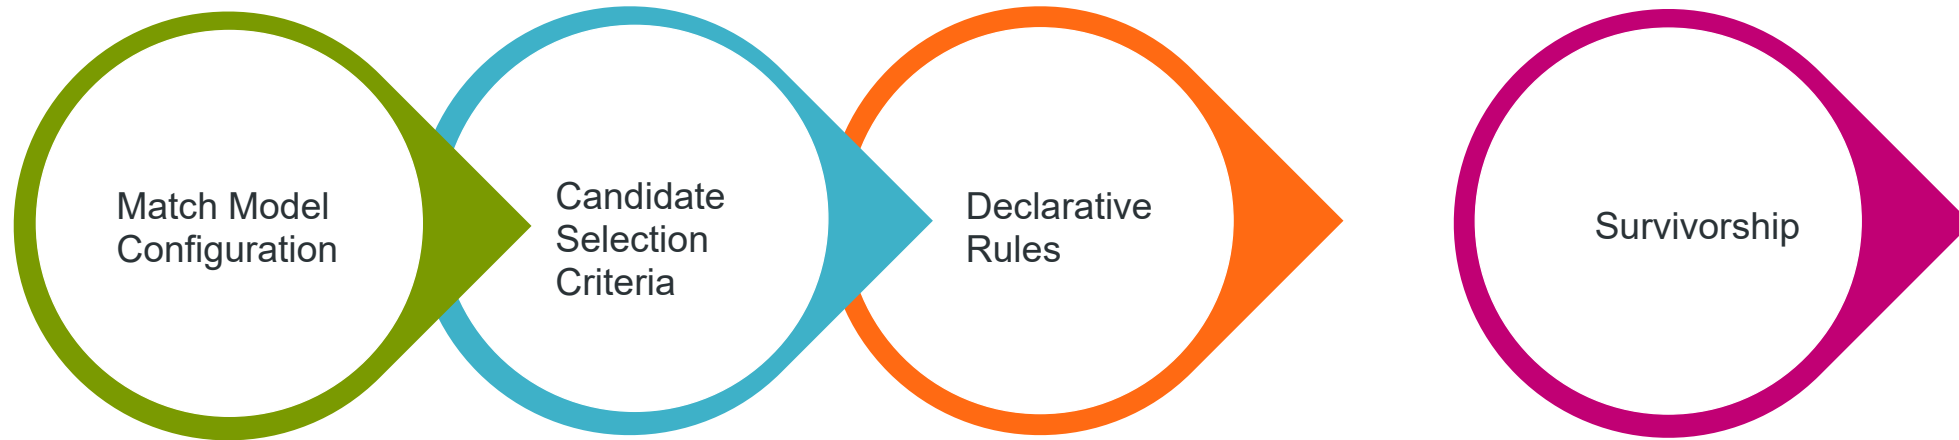 Match Model
Configuration
Candidate
Selection
Criteria
Declarative
Rules
Survivorship